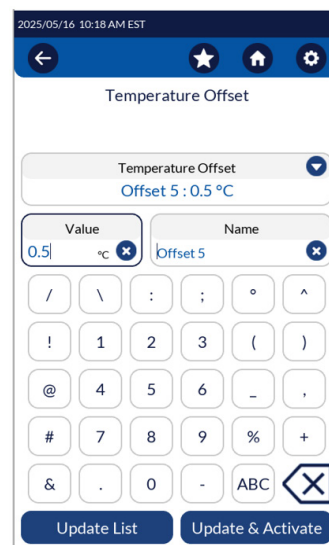 2025/05/16 10:18 AM EST
Temperature Offset
Temperature Offset
Offset 5 : 0.5 °C
Value Name
0.5 °C Offset 5
/ \ : ; ° ^
! 1 2 3 ( )
@ 4 5 6 _ ,
# 7 8 9 % +
& . 0 - ABC
Update List Update & Activate